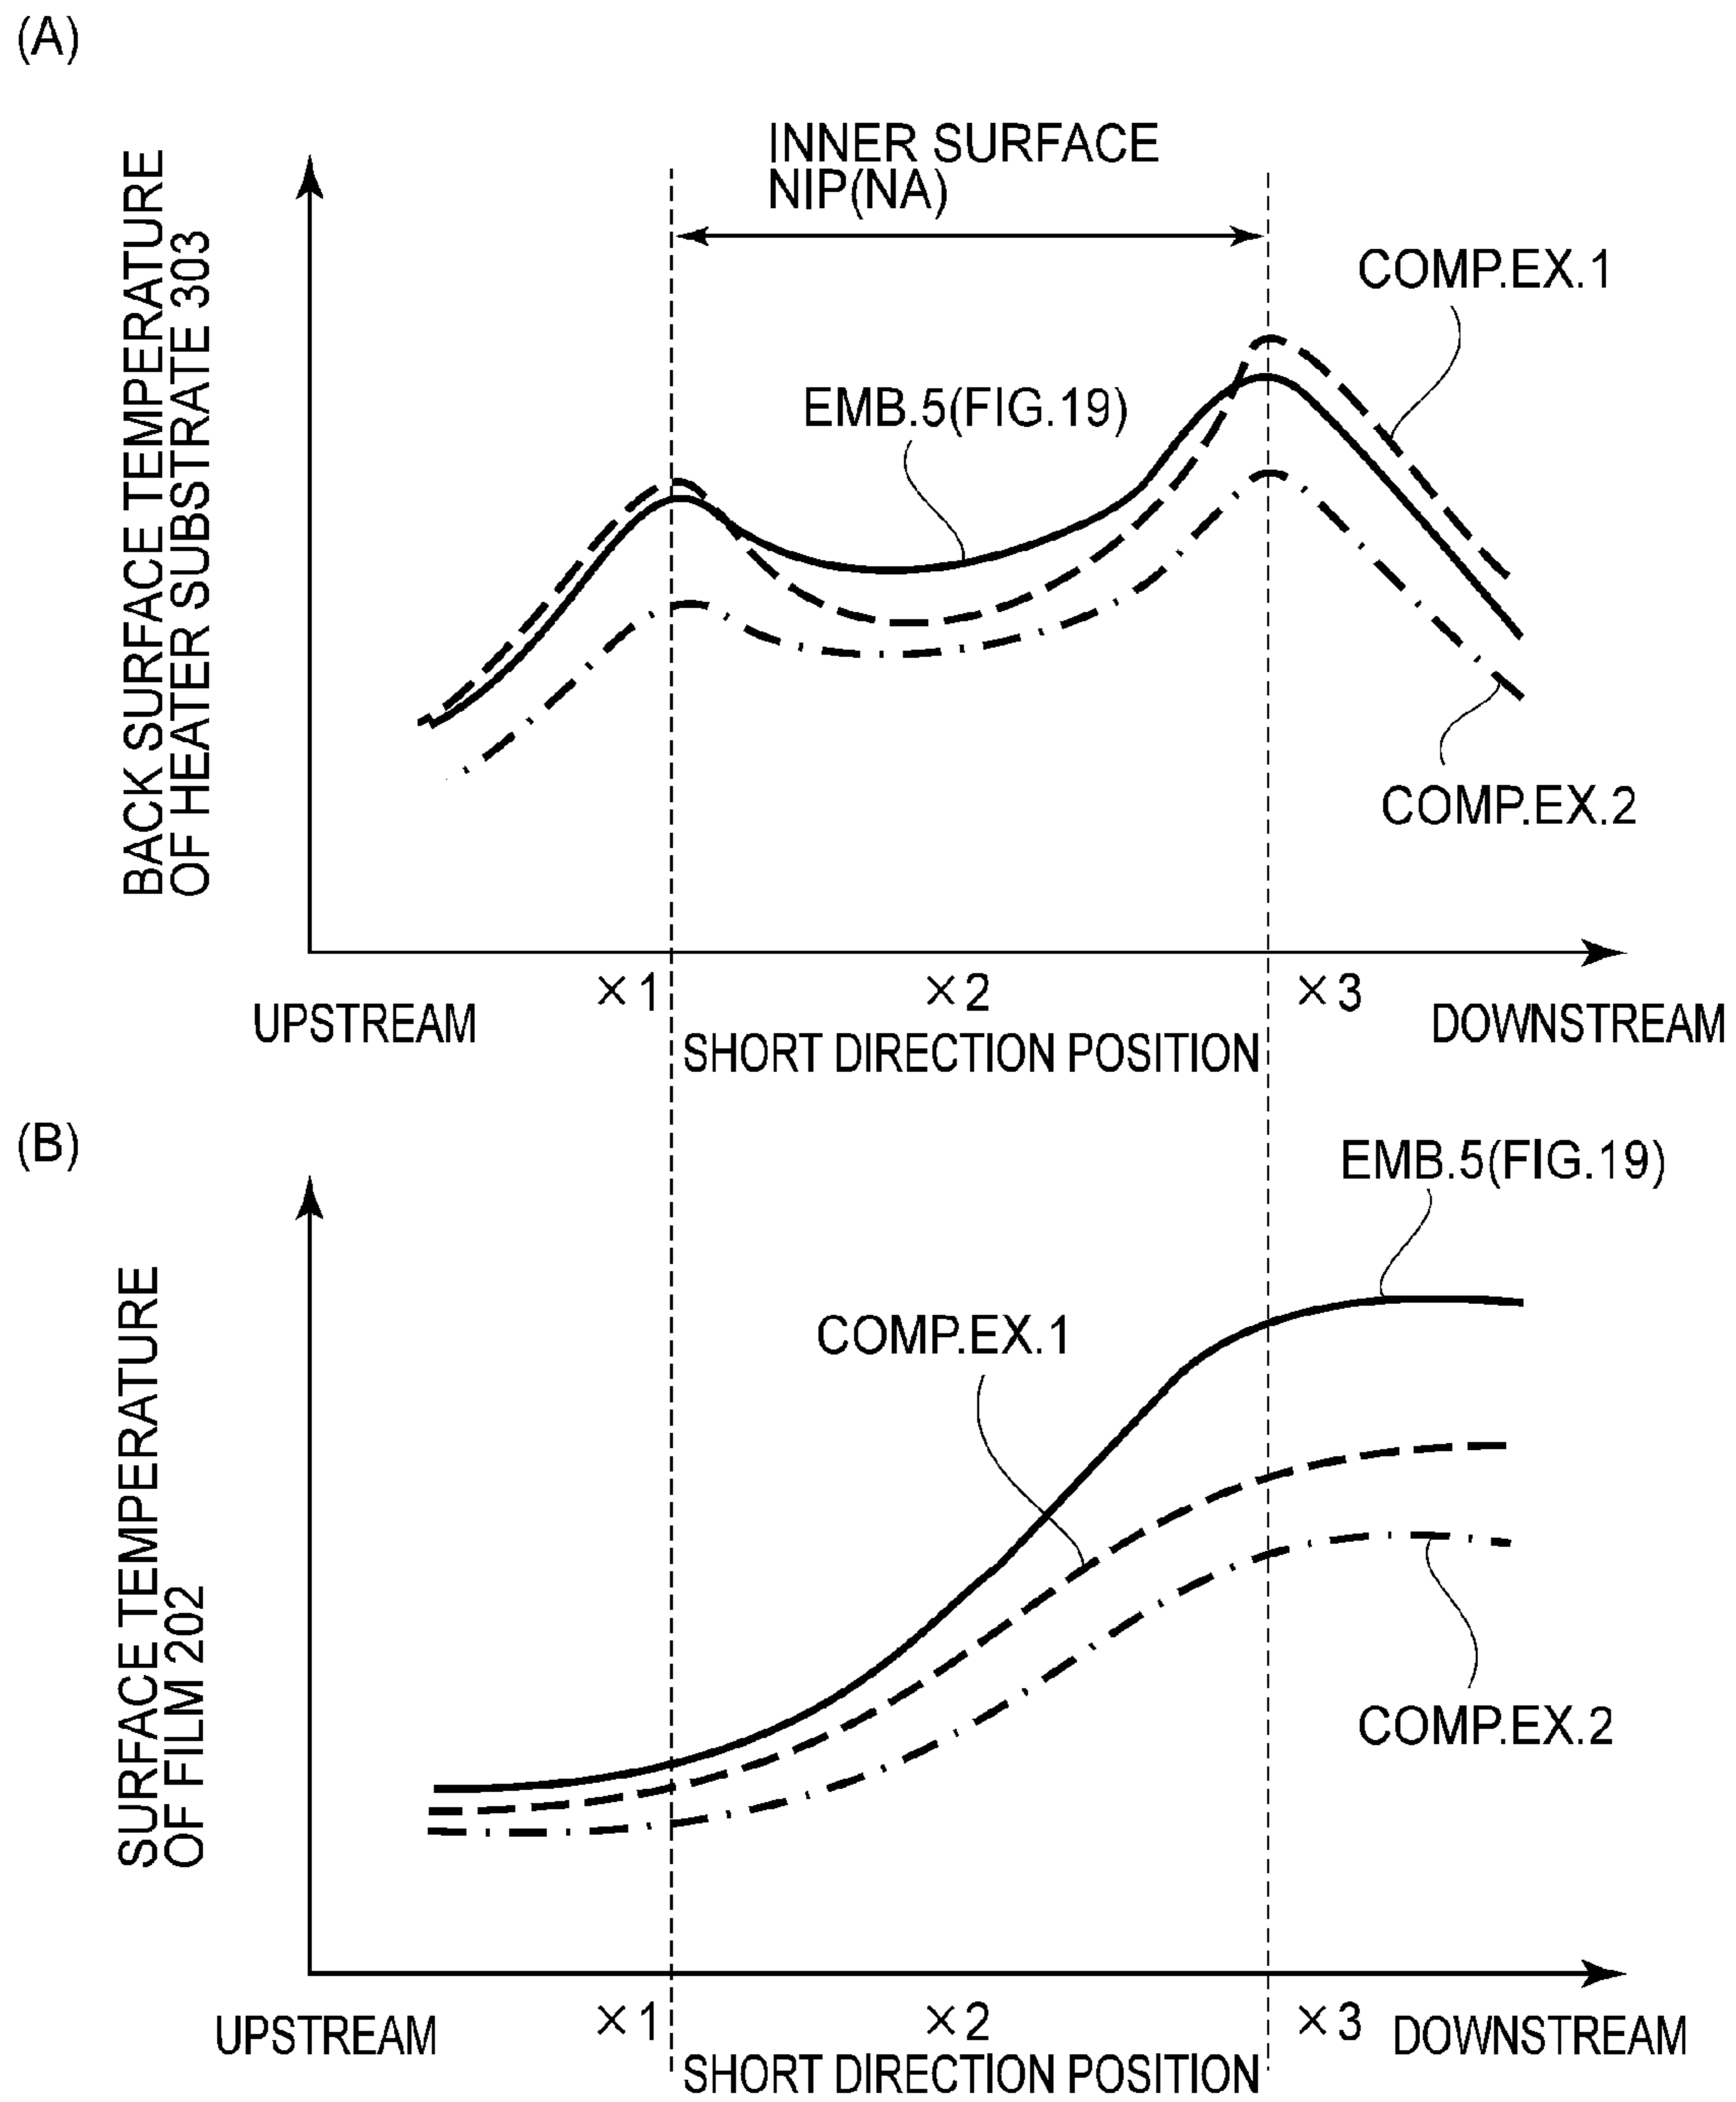 (A)
INNER SURFACE
NIP(NA)
COMP.EX.1
EMB.5(FIG.19)
BACK SURFACE TEMPERATURE
OF HEATER SUBSTRATE 303
COMP.EX.2
×1
×2
×3
UPSTREAM
SHORT DIRECTION POSITION
DOWNSTREAM
(B)
EMB.5(FIG.19)
COMP.EX.1
SURFACE TEMPERATURE
OF FILM 202
COMP.EX.2
×1
×2
×3
UPSTREAM
SHORT DIRECTION POSITION
DOWNSTREAM